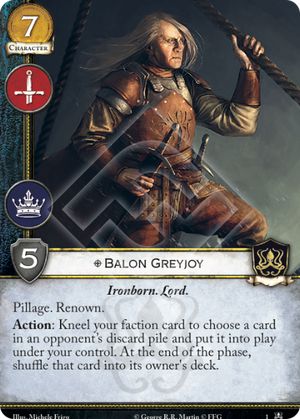 7
CHARACTER
5
BALON GREYJOY
Ironborn. Lord.
Pillage. Renown.
Action: Kneel your faction card to choose a card
in an opponent's discard pile and put it into play
under your control. At the end of the phase,
shuffle that card into its owner's deck.
Illus. Michele Frigo © George R.R. Martin © FFG 1